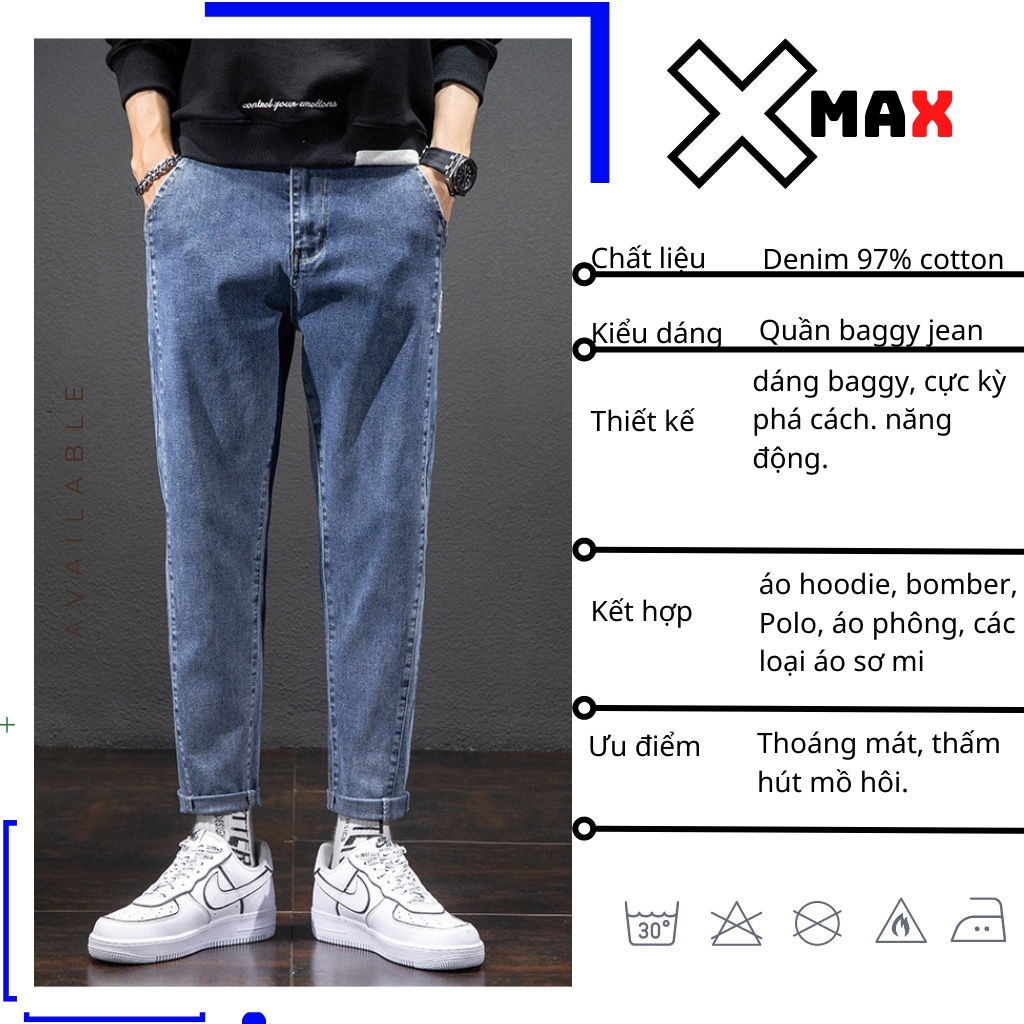 control your emotions
AVAILABLE
X MAX
Chất liệu
Denim 97% cotton
Kiểu dáng
Quần baggy jean
Thiết kế
dáng baggy, cực kỳ
phá cách. năng
động.
Kết hợp
áo hoodie, bomber,
Polo, áo phông, các
loại áo sơ mi
Ưu điểm
Thoáng mát, thấm
hút mồ hôi.
30°